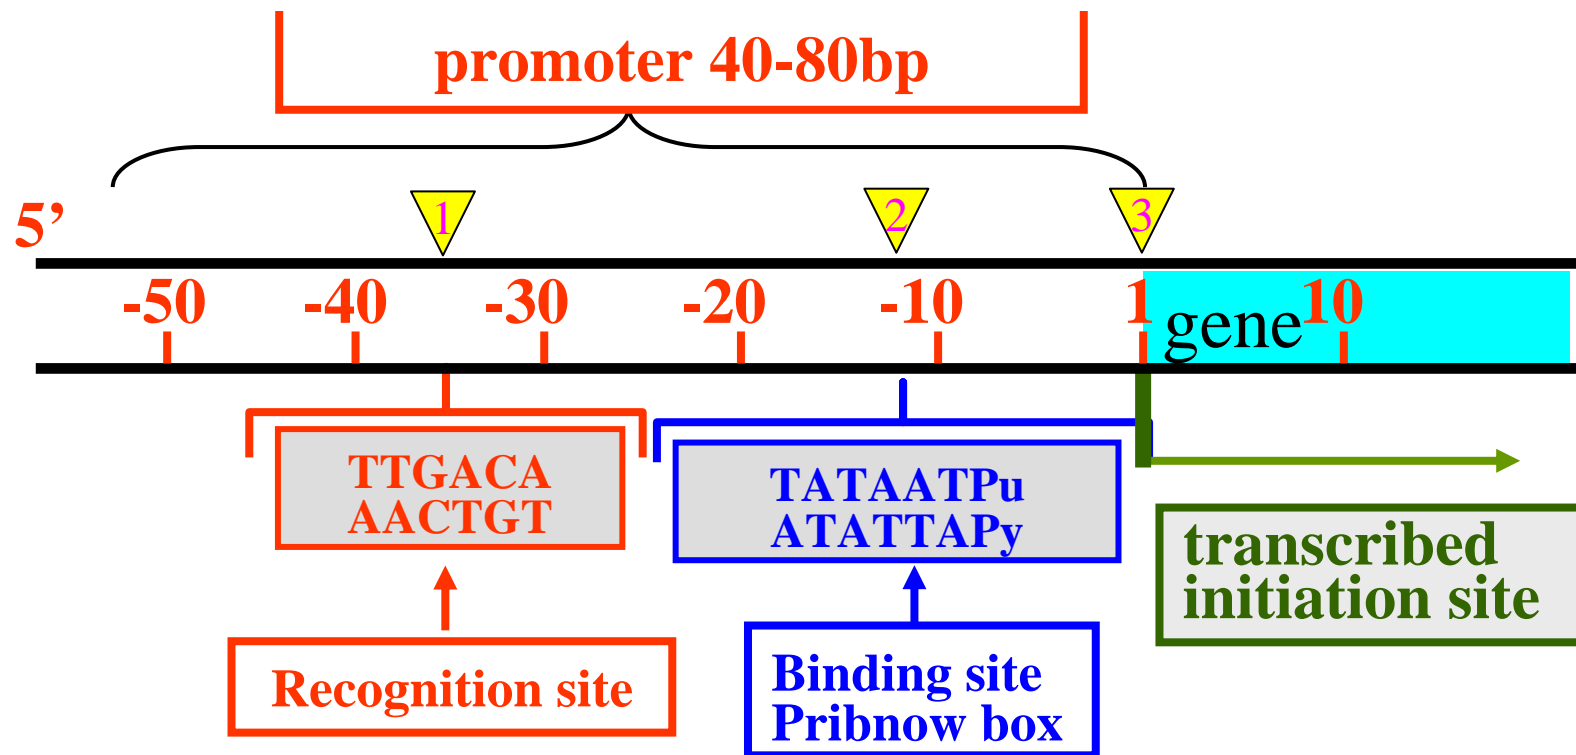 promoter 40-80bp
5’
1
2
3
-50 -40 -30 -20 -10 1 10
gene
TTGACA
AACTGT
TATAATPu
ATATTAPy
transcribed
initiation site
Recognition site
Binding site
Pribnow box